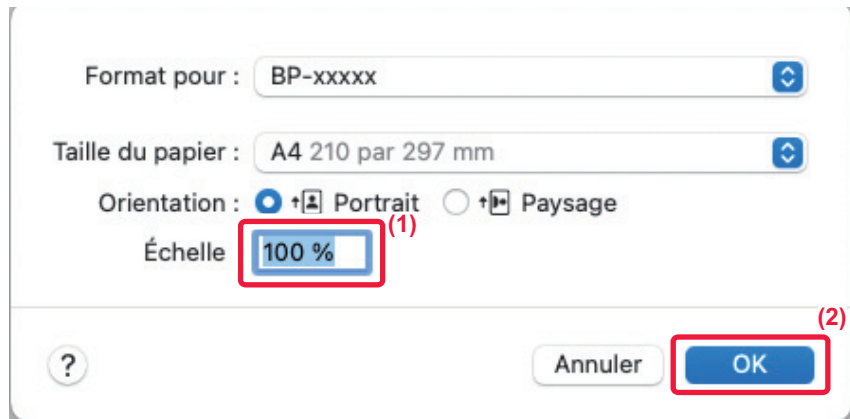 Format pour : BP-xxxxx
Taille du papier : A4 210 par 297 mm
Orientation : Portrait Paysage
(1)
Échelle 100 %
(2)
? Annuler OK